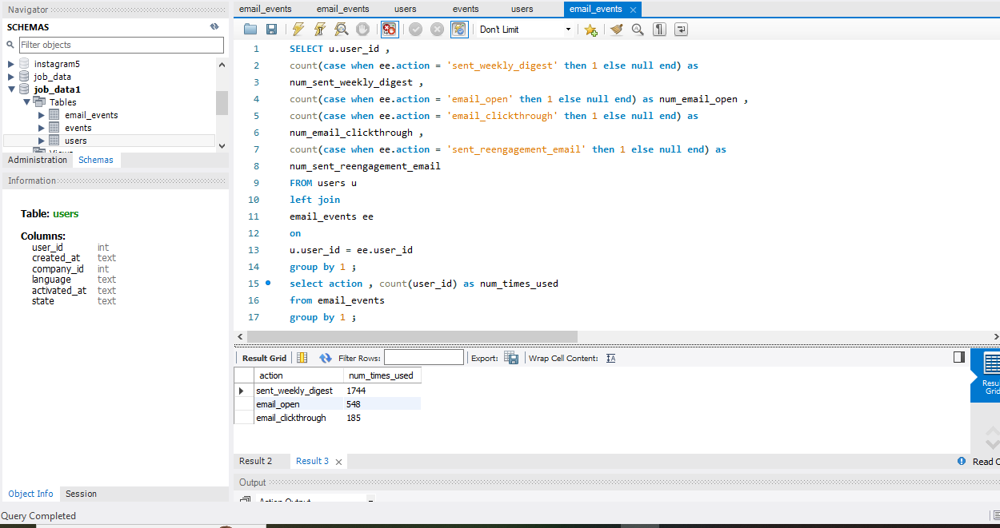 Navigator
SCHEMAS
Filter objects
instagram5
job_data
job_data1
Tables
email_events
events
users
Administration Schemas
Information
Table: users
Columns:
user_id int
created_at text
company_id int
language text
activated_at text
state text
Object Info Session
Query Completed
email_events email_events users events users email_events
Don't Limit
1 SELECT u.user_id ,
2 count(case when ee.action = 'sent_weekly_digest' then 1 else null end) as
3 num_sent_weekly_digest ,
4 count(case when ee.action = 'email_open' then 1 else null end) as num_email_open ,
5 count(case when ee.action = 'email_clickthrough' then 1 else null end) as
6 num_email_clickthrough ,
7 count(case when ee.action = 'sent_reengagement_email' then 1 else null end) as
8 num_sent_reengagement_email
9 FROM users u
10 left join
11 email_events ee
12 on
13 u.user_id = ee.user_id
14 group by 1 ;
15 select action , count(user_id) as num_times_used
16 from email_events
17 group by 1 ;
Result Grid Filter Rows: Export: Wrap Cell Content:
action num_times_used
sent_weekly_digest 1744
email_open 548
email_clickthrough 185
Result 2 Result 3
Read
Output